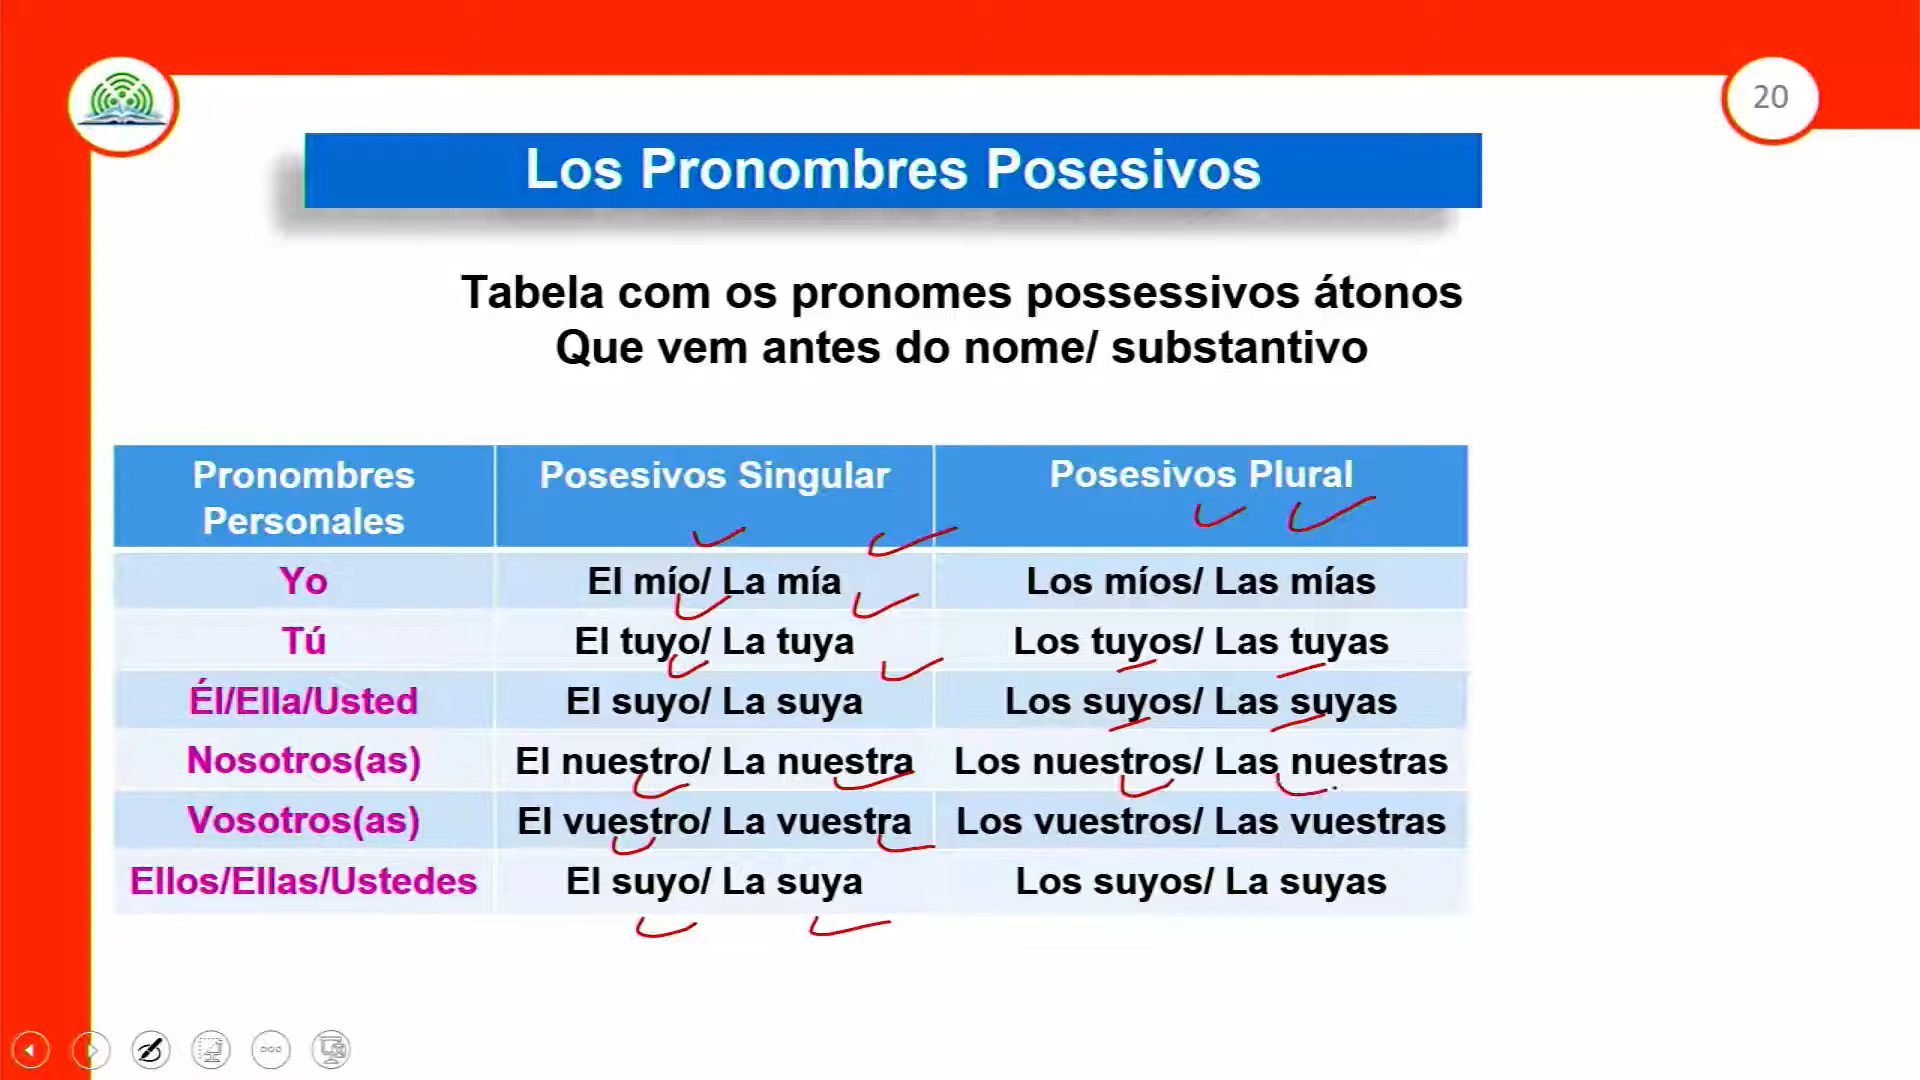 20
Los Pronombres Posesivos
Tabela com os pronomes possessivos átonos
Que vem antes do nome/ substantivo
Pronombres Personales Posesivos Singular Posesivos Plural
Yo El mío/ La mía Los míos/ Las mías
Tú El tuyo/ La tuya Los tuyos/ Las tuyas
Él/Ella/Usted El suyo/ La suya Los suyos/ Las suyas
Nosotros(as) El nuestro/ La nuestra Los nuestros/ Las nuestras
Vosotros(as) El vuestro/ La vuestra Los vuestros/ Las vuestras
Ellos/Ellas/Ustedes El suyo/ La suya Los suyos/ La suyas